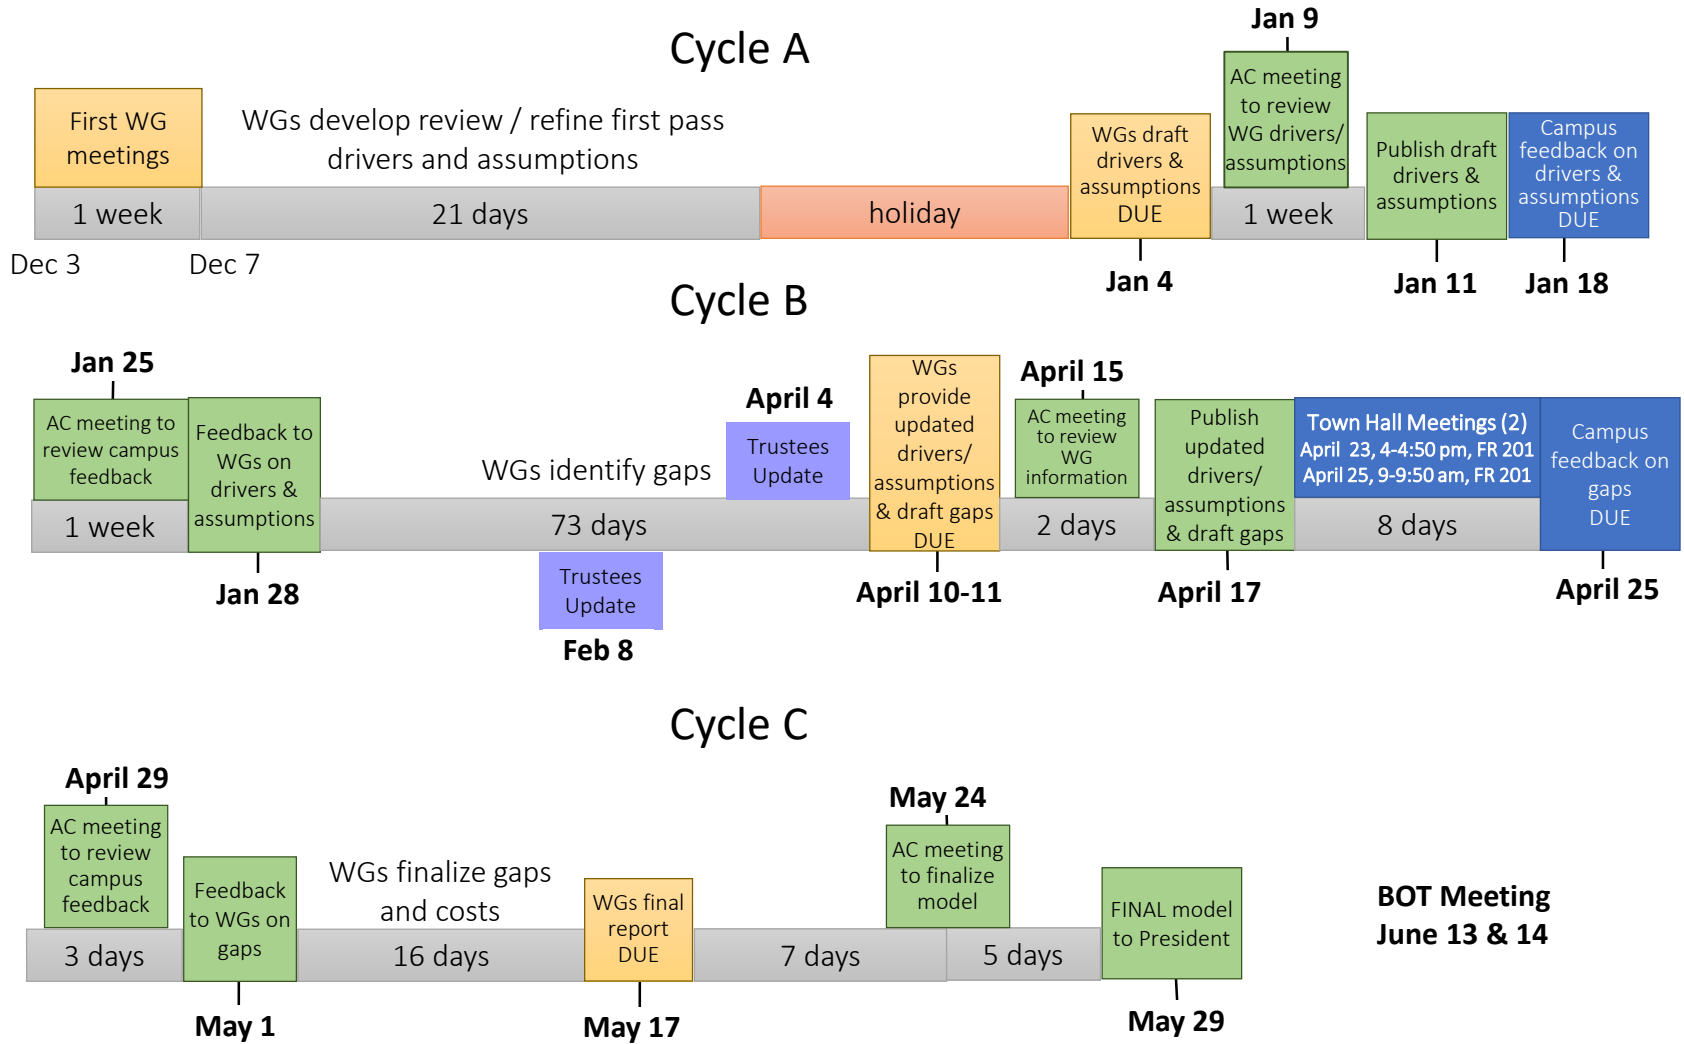 Cycle A
First WG
meetings
WGs develop review / refine first pass
drivers and assumptions
WGs draft
drivers &
assumptions
DUE
Jan 9
AC meeting
to review
WG drivers/
assumptions
Publish draft
drivers &
assumptions
Campus
feedback on
drivers &
assumptions
DUE
1 week
21 days
holiday
1 week
Dec 3
Dec 7
Jan 4
Jan 11
Jan 18
Cycle B
Jan 25
AC meeting to
review campus
feedback
Feedback to
WGs on
drivers &
assumptions
WGs identify gaps
April 4
Trustees
Update
WGs
provide
updated
drivers/
assumptions
& draft gaps
DUE
April 15
AC meeting
to review
WG
information
Publish
updated
drivers/
assumptions
& draft gaps
Town Hall Meetings (2)
April 23, 4-4:50 pm, FR 201
April 25, 9-9:50 am, FR 201
Campus
feedback on
gaps
DUE
1 week
73 days
2 days
8 days
Jan 28
Trustees
Update
Feb 8
April 10-11
April 17
April 25
Cycle C
April 29
AC meeting
to review
campus
feedback
Feedback
to WGs on
gaps
WGs finalize gaps
and costs
WGs final
report
DUE
May 24
AC meeting
to finalize
model
FINAL model
to President
BOT Meeting
June 13 & 14
3 days
16 days
7 days
5 days
May 1
May 17
May 29